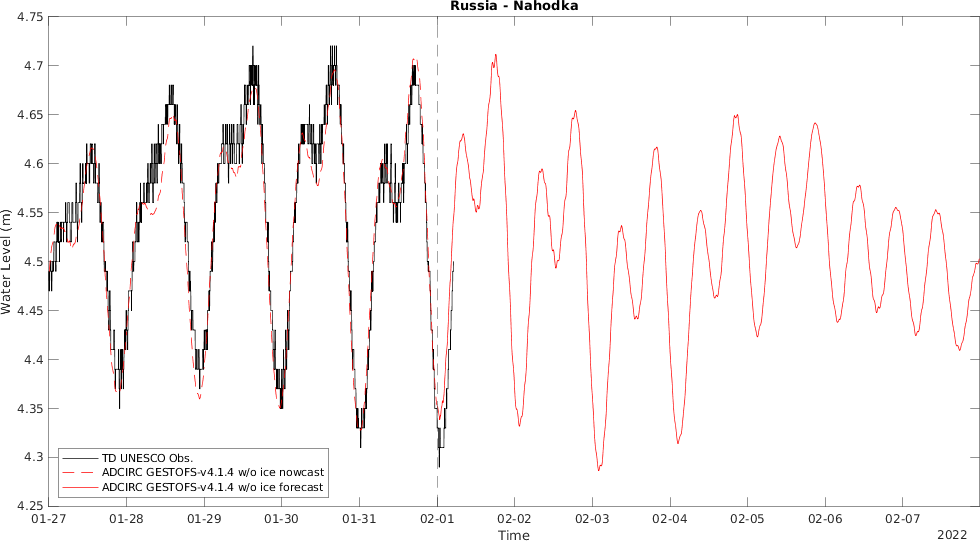 Russia - Nahodka
4.75
4.7
4.65
4.6
4.55
4.5
4.45
4.4
4.35
4.3
4.25
Water Level (m)
TD UNESCO Obs.
ADCIRC GESTOFS-v4.1.4 w/o ice nowcast
ADCIRC GESTOFS-v4.1.4 w/o ice forecast
01-27 01-28 01-29 01-30 01-31 02-01 02-02 02-03 02-04 02-05 02-06 02-07
Time
2022